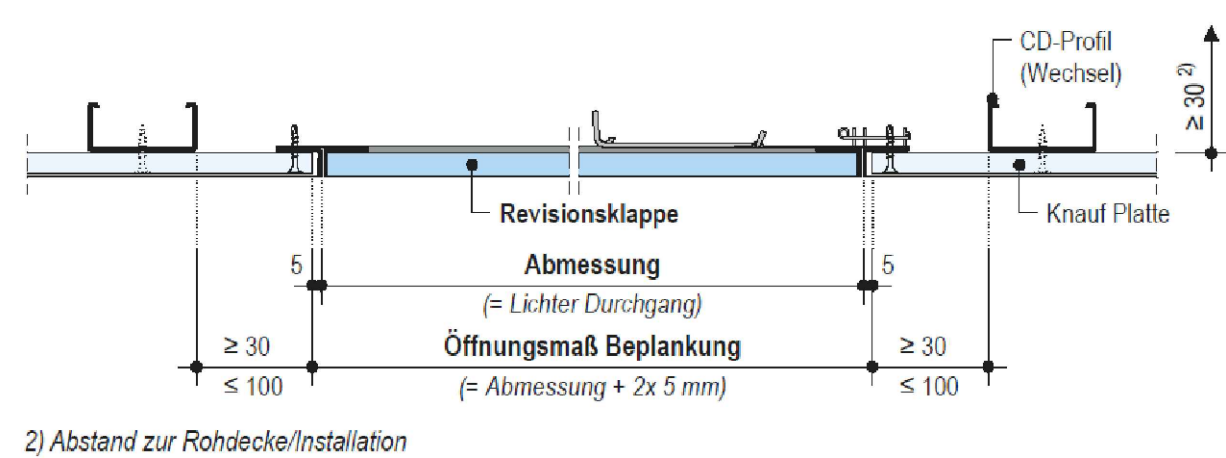 CD-Profil
(Wechsel)
≥ 30 2)
Revisionsklappe
Knauf Platte
5
Abmessung
5
(= Lichter Durchgang)
≥ 30
Öffnungsmaß Beplankung
≥ 30
≤ 100
(= Abmessung + 2x 5 mm)
≤ 100
2) Abstand zur Rohdecke/Installation